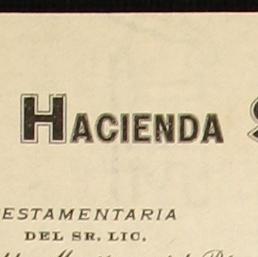 HACIENDA
ESTAMENTARIA
DEL SR. LIC.